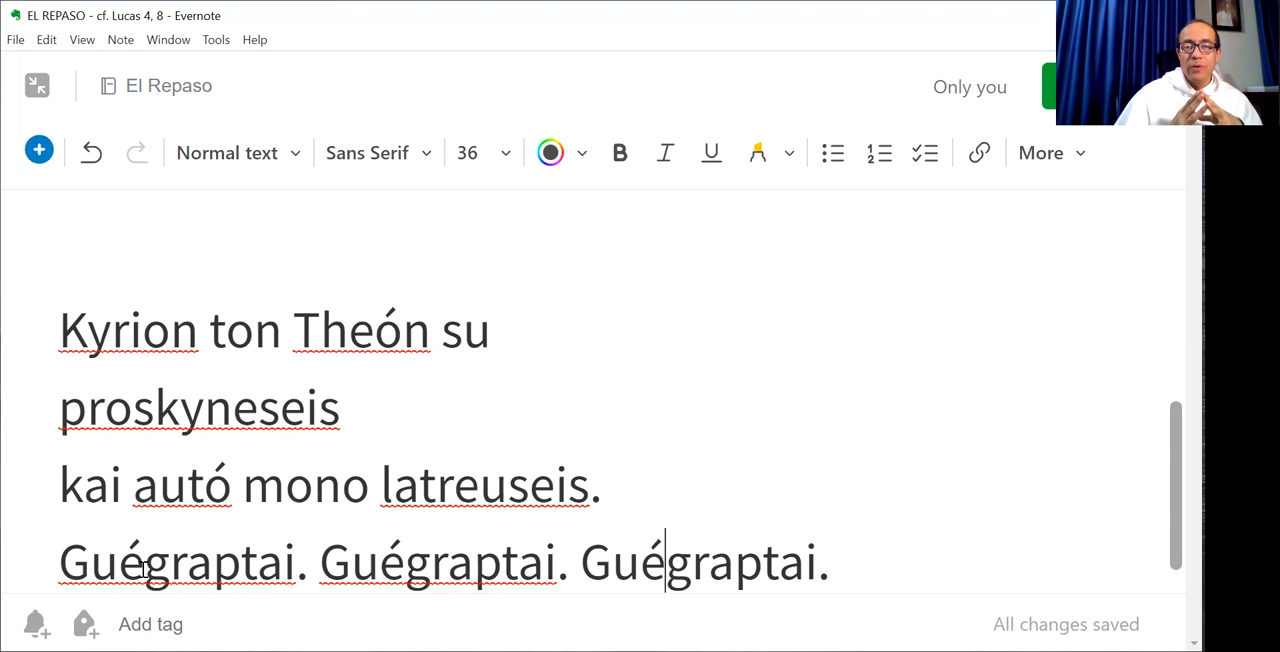 EL REPASO - cf. Lucas 4, 8 - Evernote
File Edit View Note Window Tools Help
El Repaso
Only you
Normal text Sans Serif 36 B I U More
Kyrion ton Theón su
proskyneseis
kai autó mono latreuseis.
Guégraptai. Guégraptai. Guégraptai.
Add tag
All changes saved